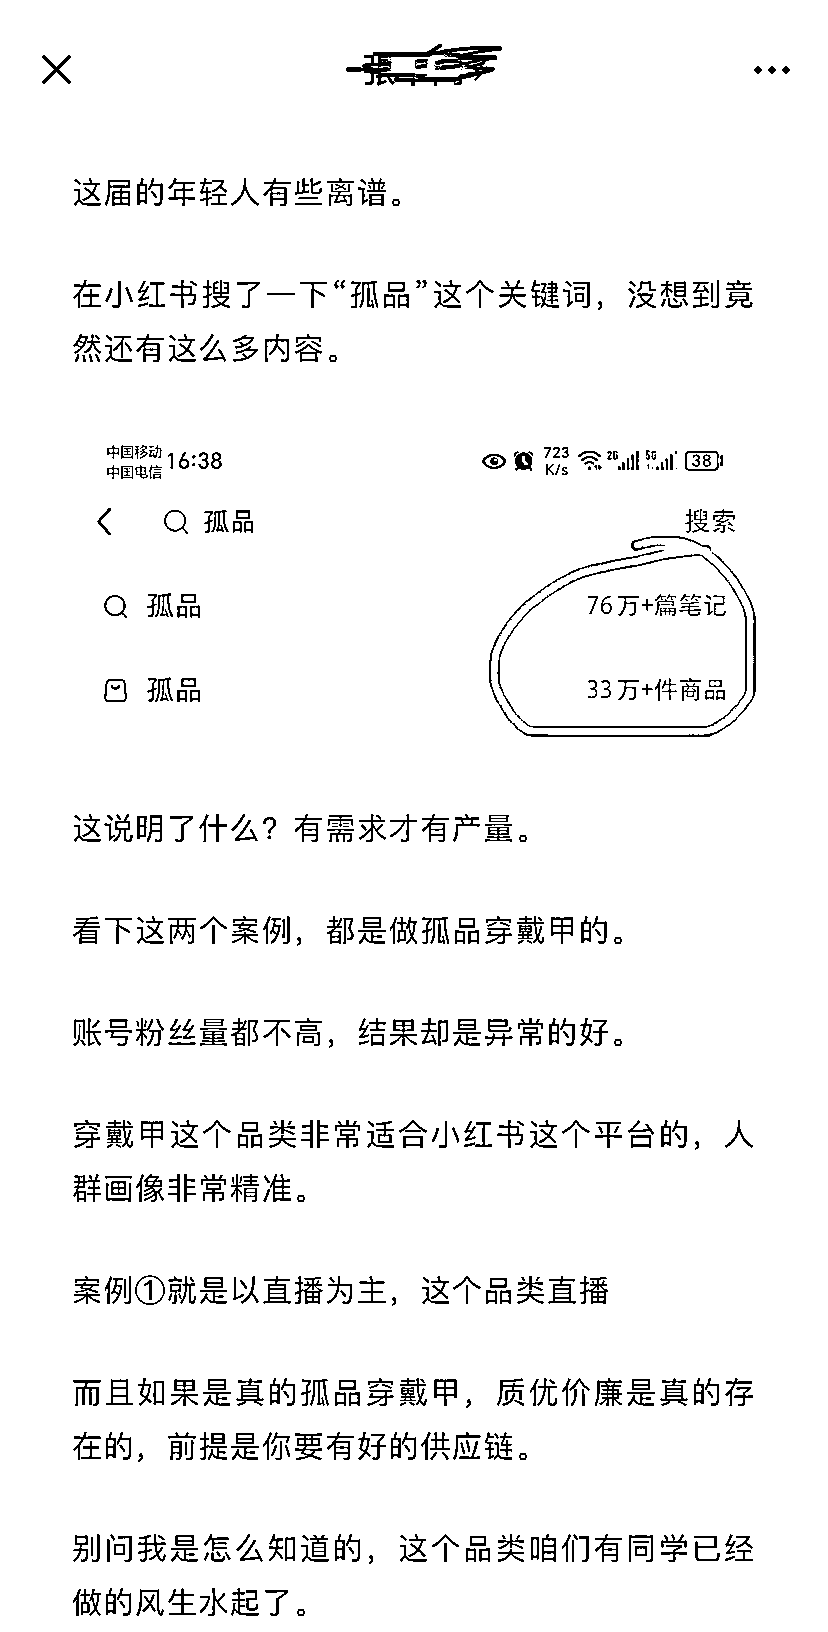 这届的年轻人有些离谱。
在小红书搜了一下“孤品”这个关键词，没想到竟
然还有这么多内容。
中国移动
中国电信
16:38
723
K/s
2G
5G
38
孤品
搜索
孤品
76万+篇笔记
孤品
33万+件商品
这说明了什么？有需求才有产量。
看下这两个案例，都是做孤品穿戴甲的。
账号粉丝量都不高，结果却是异常的好。
穿戴甲这个品类非常适合小红书这个平台的，人
群画像非常精准。
案例①就是以直播为主，这个品类直播
而且如果是真的孤品穿戴甲，质优价廉是真的存
在的，前提是你要有好的供应链。
别问我是怎么知道的，这个品类咱们有同学已经
做的风生水起了。